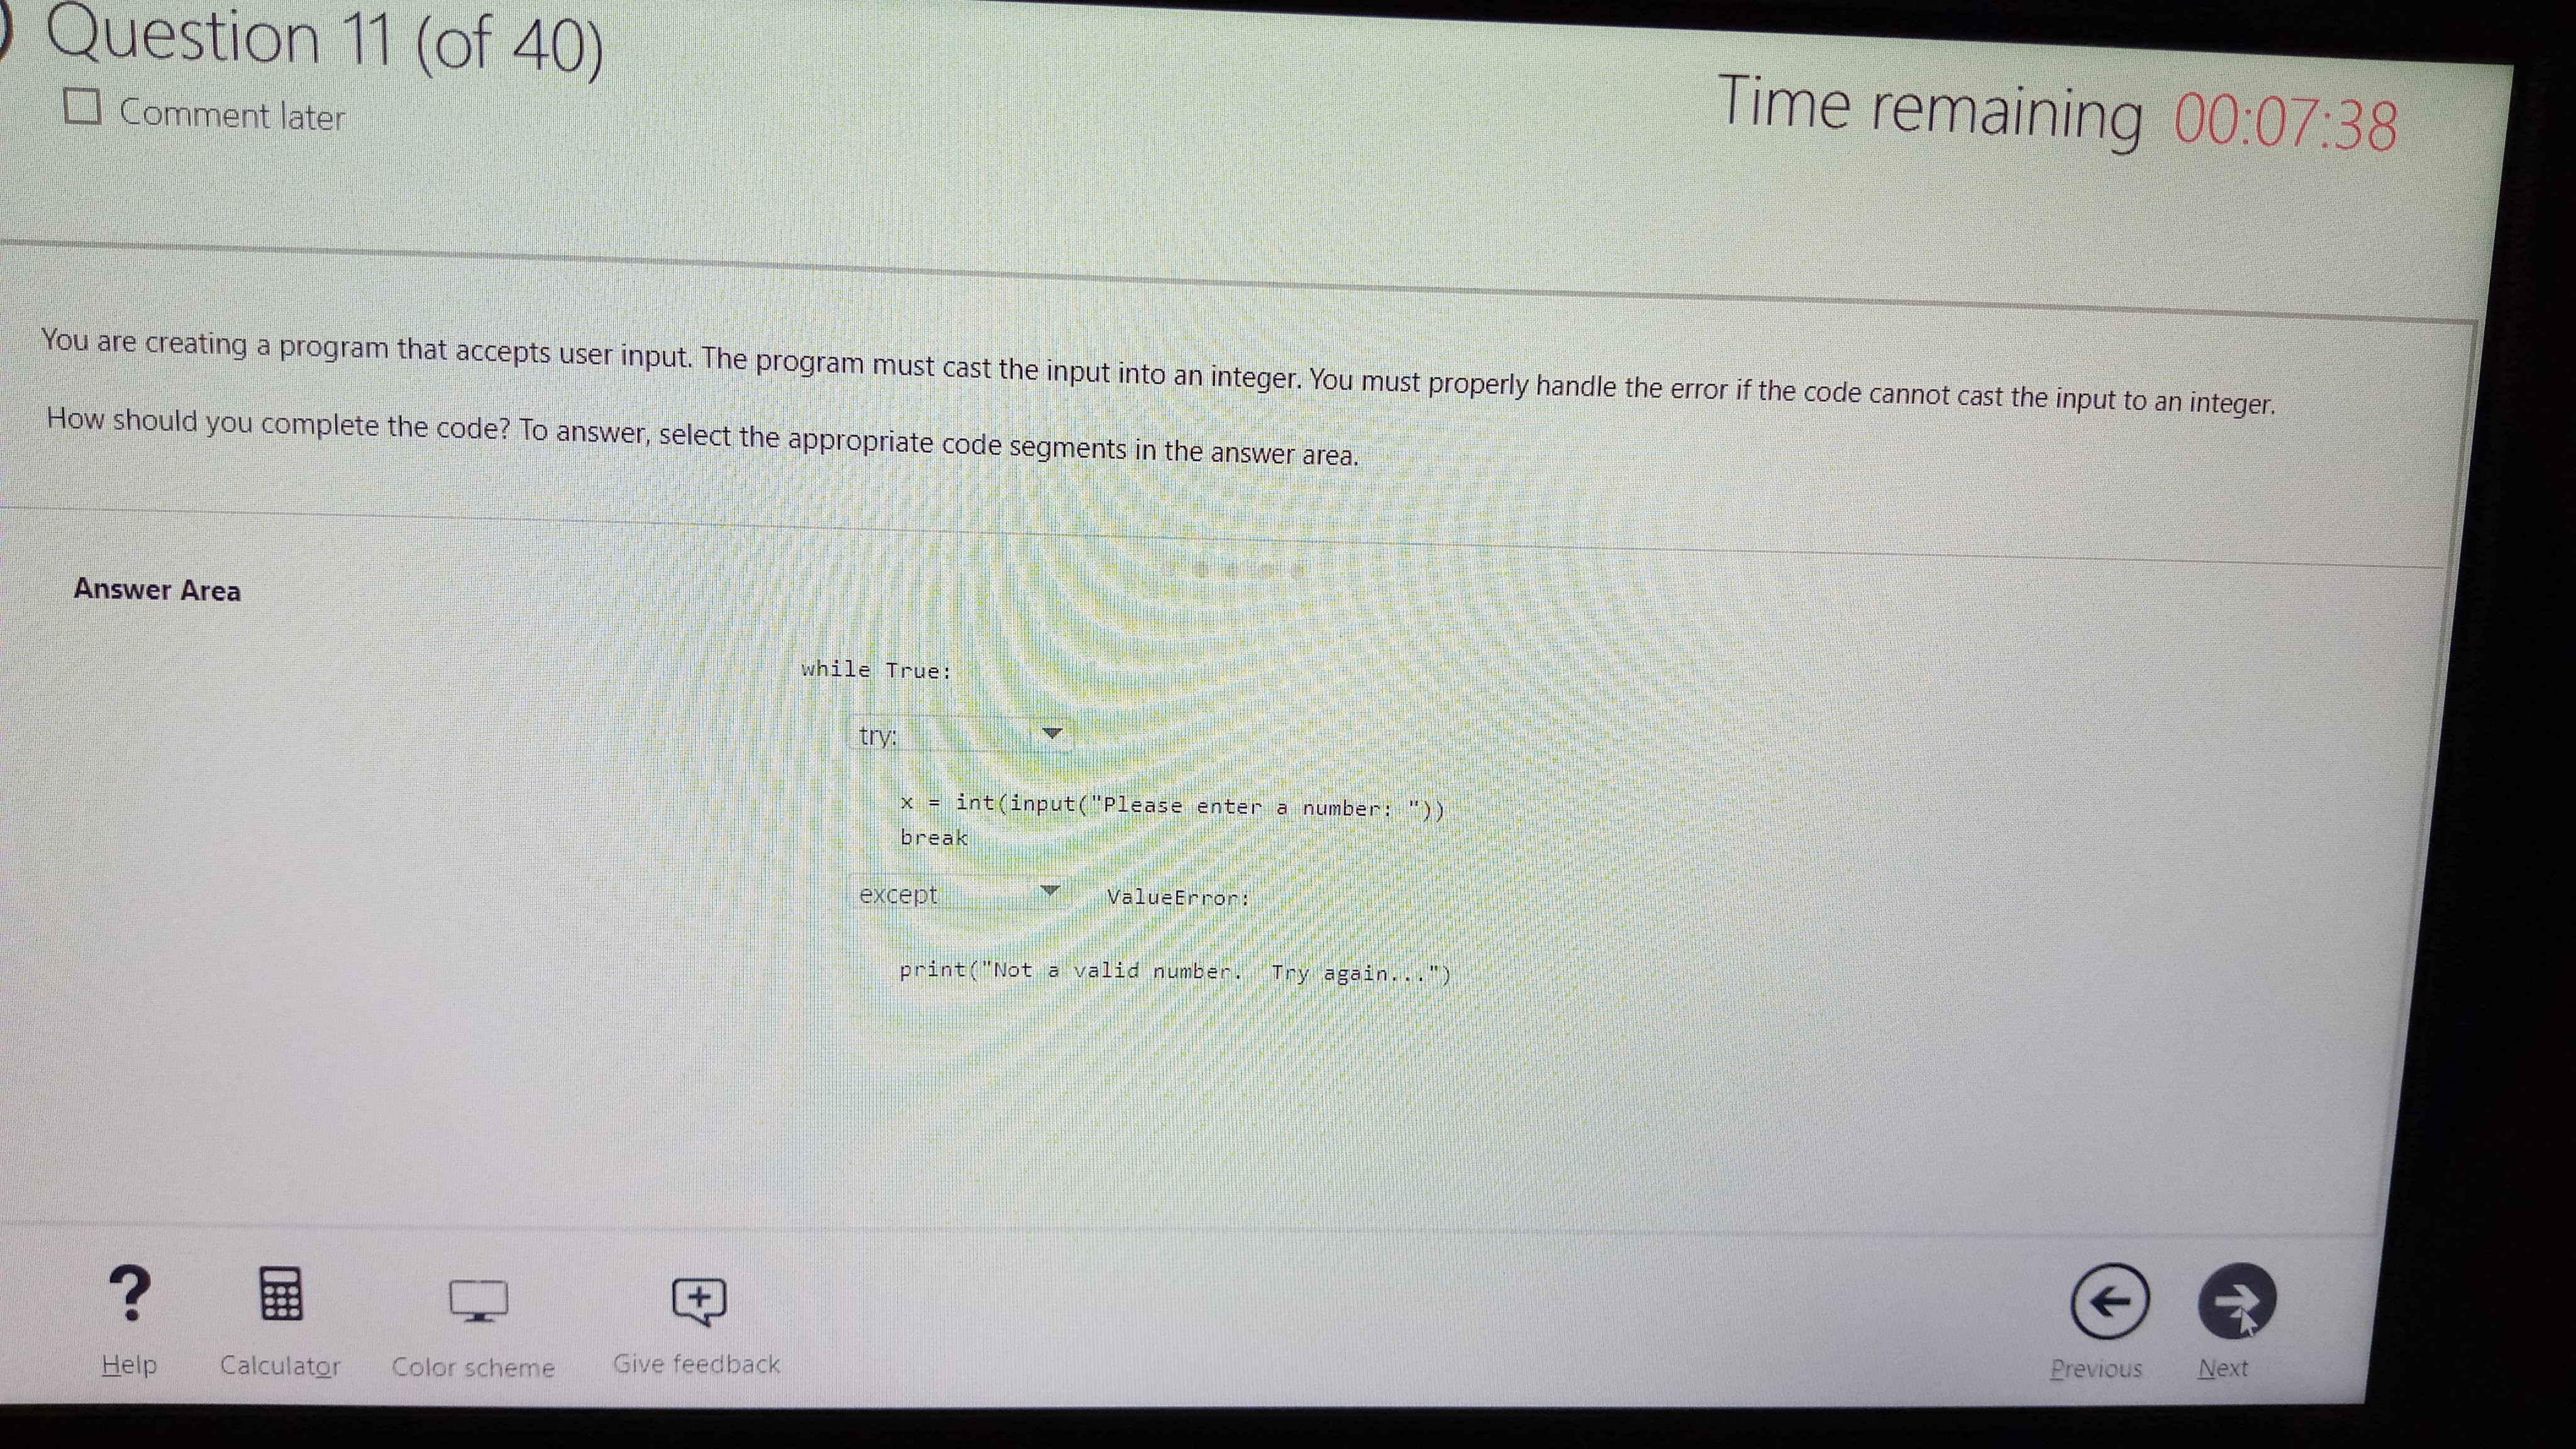 Question 11 (of 40)
Comment later
Time remaining 00:07:38
You are creating a program that accepts user input. The program must cast the input into an integer. You must properly handle the error if the code cannot cast the input to an integer.
How should you complete the code? To answer, select the appropriate code segments in the answer area.
Answer Area
while True:
try:
x = int(input("Please enter a number: "))
break
except ValueError:
print("Not a valid number.  Try again...")
? Help
Calculator
Color scheme
Give feedback
Previous
Next